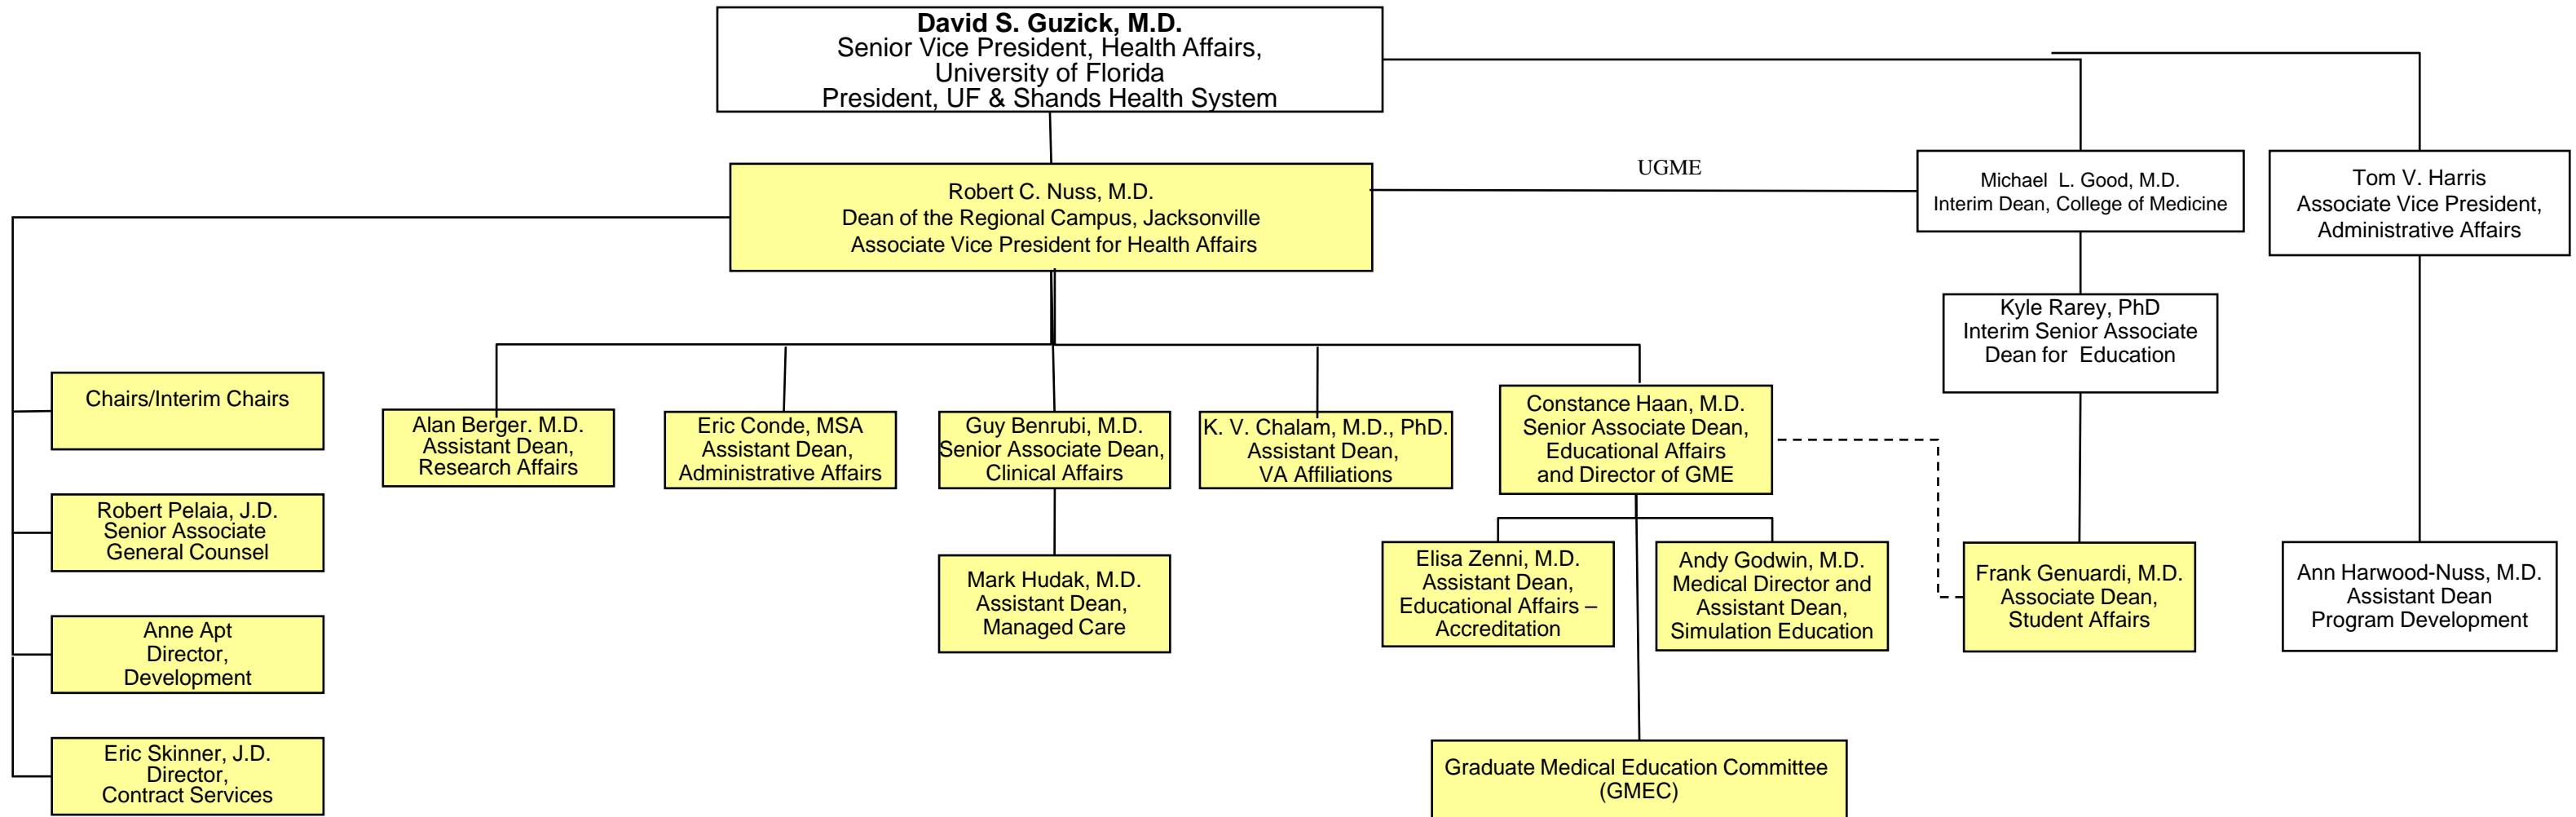 David S. Guzick, M.D.
Senior Vice President, Health Affairs,
University of Florida
President, UF & Shands Health System
Robert C. Nuss, M.D.
Dean of the Regional Campus, Jacksonville
Associate Vice President for Health Affairs
UGME
Michael L. Good, M.D.
Interim Dean, College of Medicine
Tom V. Harris
Associate Vice President,
Administrative Affairs
Kyle Rarey, PhD
Interim Senior Associate
Dean for Education
Chairs/Interim Chairs
Alan Berger. M.D.
Assistant Dean,
Research Affairs
Eric Conde, MSA
Assistant Dean,
Administrative Affairs
Guy Benrubi, M.D.
Senior Associate Dean,
Clinical Affairs
K. V. Chalam, M.D., PhD.
Assistant Dean,
VA Affiliations
Constance Haan, M.D.
Senior Associate Dean,
Educational Affairs
and Director of GME
Robert Pelaia, J.D.
Senior Associate
General Counsel
Mark Hudak, M.D.
Assistant Dean,
Managed Care
Elisa Zenni, M.D.
Assistant Dean,
Educational Affairs –
Accreditation
Andy Godwin, M.D.
Medical Director and
Assistant Dean,
Simulation Education
Frank Genuardi, M.D.
Associate Dean,
Student Affairs
Ann Harwood-Nuss, M.D.
Assistant Dean
Program Development
Anne Apt
Director,
Development
Eric Skinner, J.D.
Director,
Contract Services
Graduate Medical Education Committee
(GMEC)